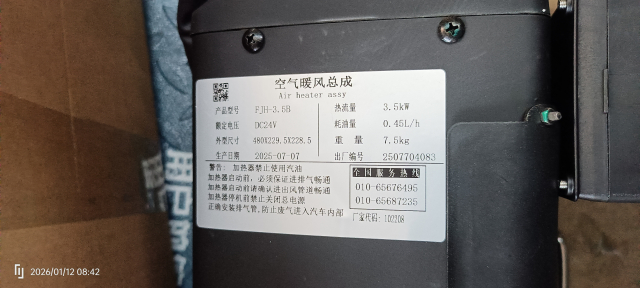 空气暖风总成
Air heater assy
产品型号 FJH-3.5B 热流量 3.5kW
额定电压 DC24V 耗油量 0.45L/h
外型尺寸 480X229.5X228.5 重 量 7.5kg
生产日期 2025-07-07 出厂编号 2507704083
警告：加热器禁止使用汽油
加热器启动前，必须保证进排气畅通
加热器启动前请确认进出风管道畅通
加热器停机前禁止关闭总电源
正确安装排气管，防止废气进入汽车内部
全国服务热线
010-65676495
010-65687235
厂家代码：102208
2026/01/12 08:42